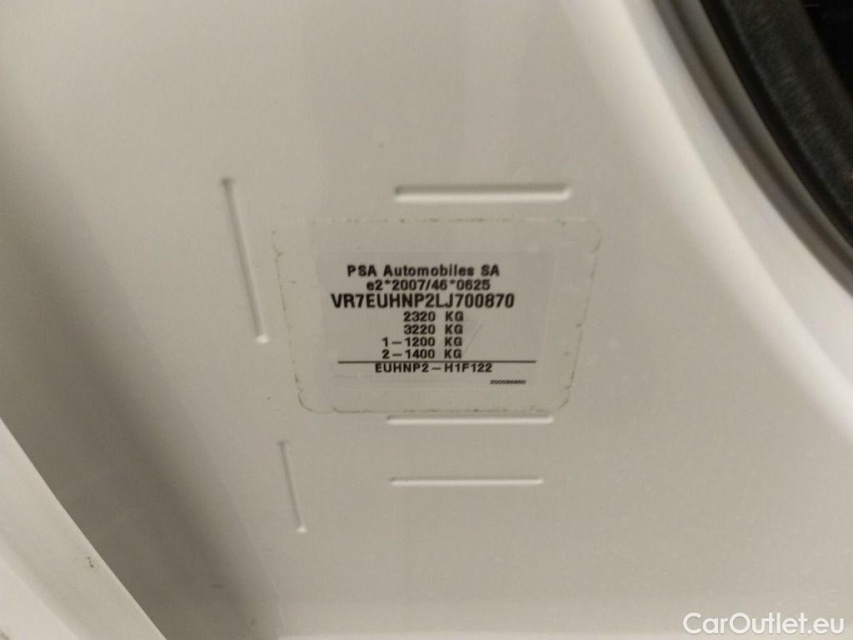 PSA Automobiles SA
e2*2007/46*0625
VR7EUHNP2LJ700870
2320 KG
3220 KG
1-1200 KG
2-1400 KG
EUHNP2-H1F122
CarOutlet.eu